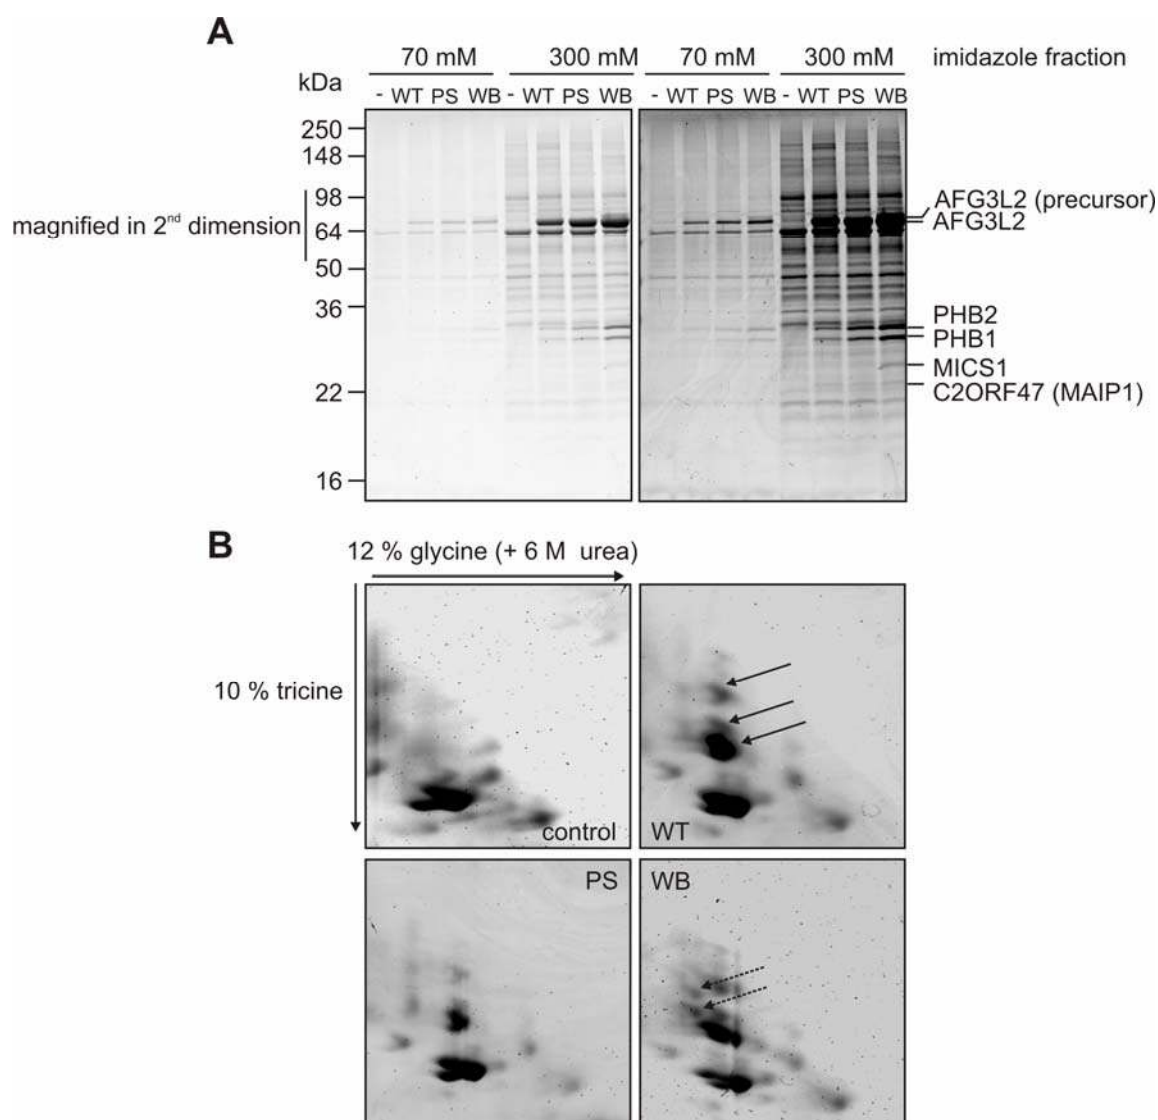 A
70 mM 300 mM 70 mM 300 mM imidazole fraction
kDa
- WT PS WB - WT PS WB - WT PS WB - WT PS WB
250
148
98
magnified in 2nd dimension
64
50
36
22
16
AFG3L2 (precursor)
AFG3L2
PHB2
PHB1
MICS1
C2ORF47 (MAIP1)
B
12 % glycine (+ 6 M urea)
10 % tricine
control
WT
PS
WB